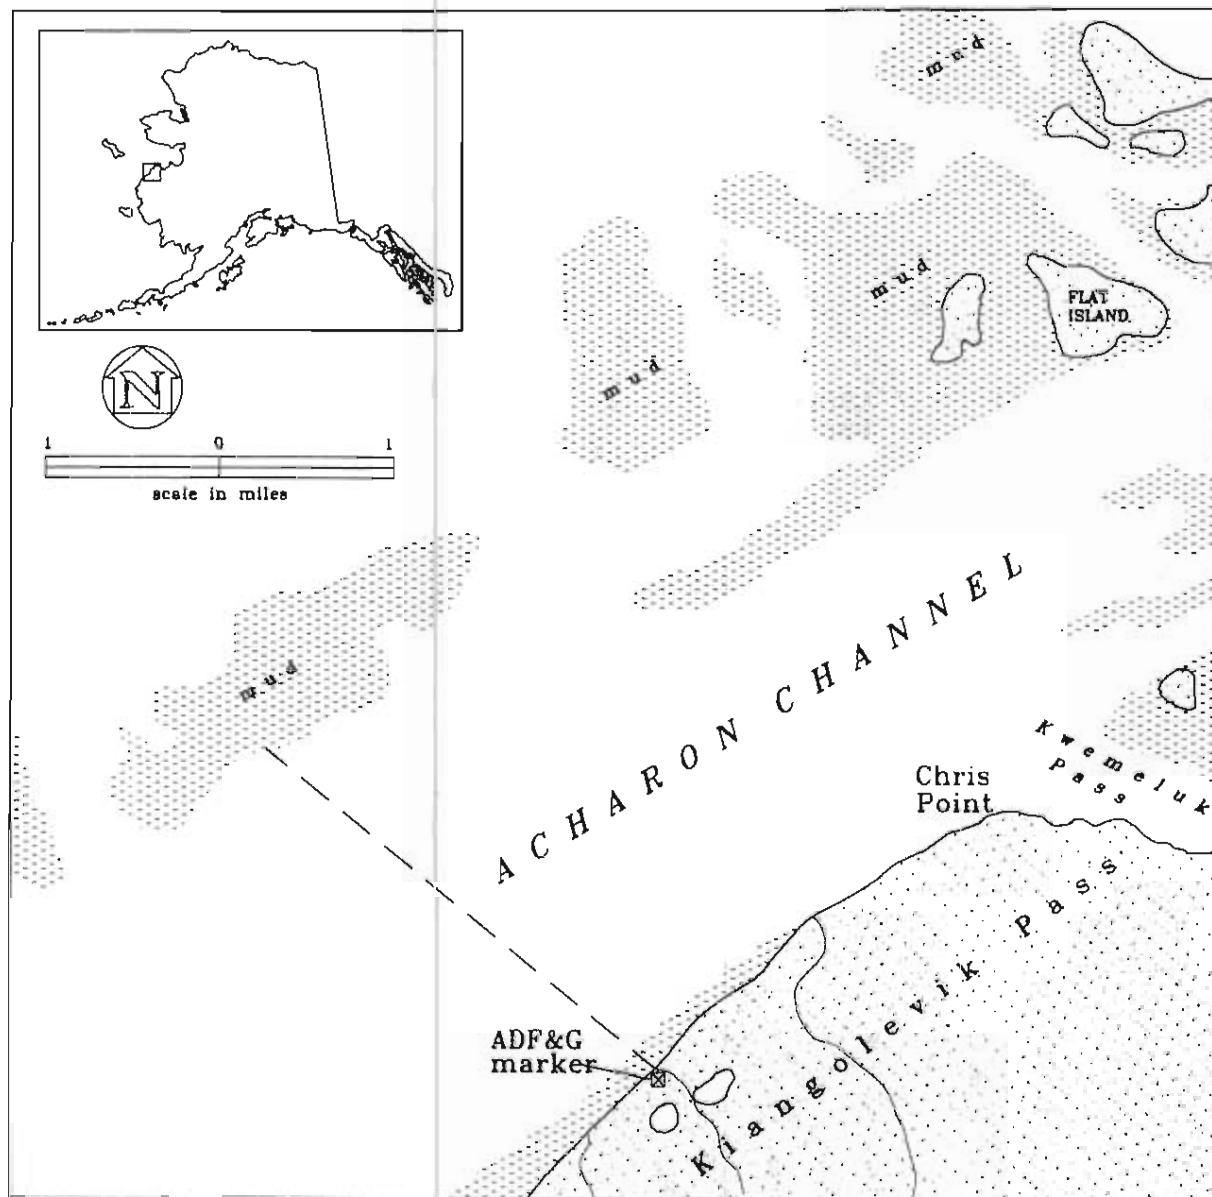 mud
mud
FLAT
ISLAND
mud
N
1 0 1
scale in miles
mud
ACHARON CHANNEL
Kwemeluk
Pass
Chris
Point
Kiangolevik Pass
ADF&G
marker